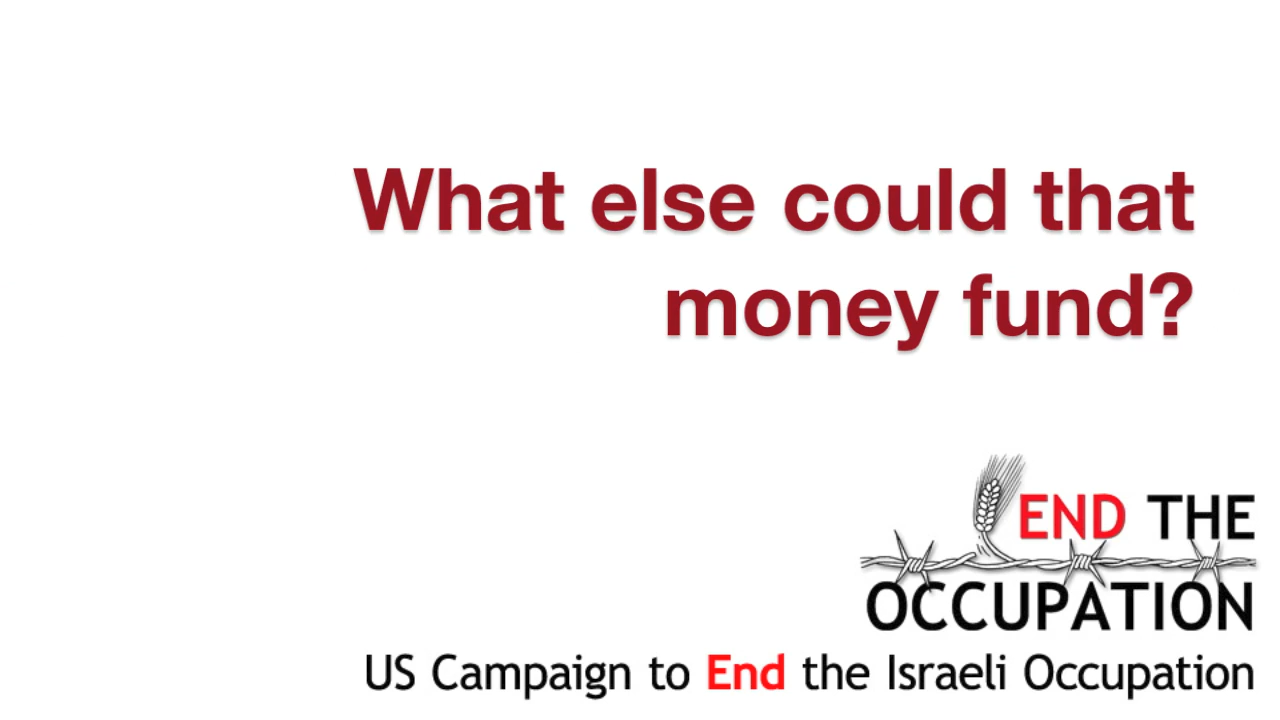 What else could that
money fund?
END THE
OCCUPATION
US Campaign to End the Israeli Occupation